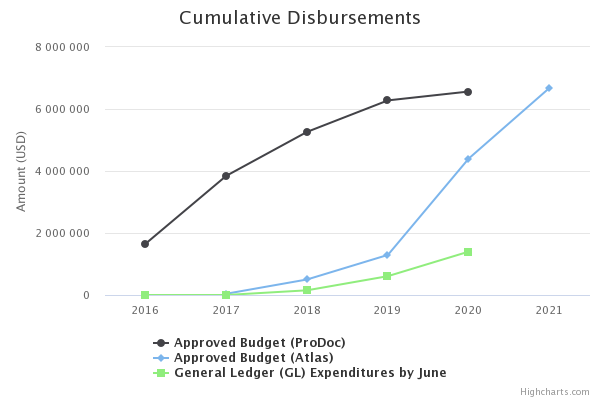 Cumulative Disbursements
8 000 000
6 000 000
4 000 000
2 000 000
0
Amount (USD)
2016 2017 2018 2019 2020 2021
Approved Budget (ProDoc)
Approved Budget (Atlas)
General Ledger (GL) Expenditures by June
Highcharts.com